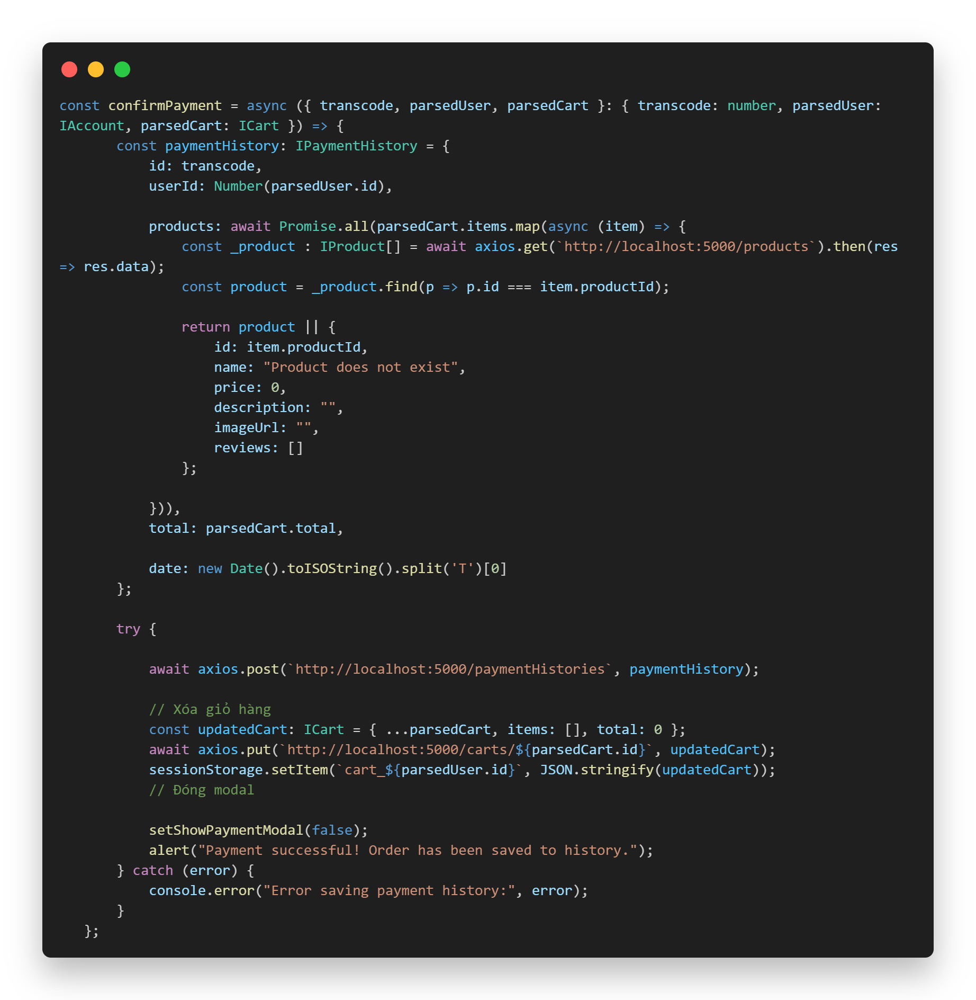 const confirmPayment = async ({ transcode, parsedUser, parsedCart }: { transcode: number, parsedUser:
IAccount, parsedCart: ICart }) => {
       const paymentHistory: IPaymentHistory = {
           id: transcode,
           userId: Number(parsedUser.id),

           products: await Promise.all(parsedCart.items.map(async (item) => {
               const _product : IProduct[] = await axios.get(`http://localhost:5000/products`).then(res
=> res.data);
               const product = _product.find(p => p.id === item.productId);

               return product || {
                   id: item.productId,
                   name: "Product does not exist",
                   price: 0,
                   description: "",
                   imageUrl: "",
                   reviews: []
               };

           })),
           total: parsedCart.total,

           date: new Date().toISOString().split('T')[0]
       };

       try {

           await axios.post(`http://localhost:5000/paymentHistories`, paymentHistory);

           // Xóa giỏ hàng
           const updatedCart: ICart = { ...parsedCart, items: [], total: 0 };
           await axios.put(`http://localhost:5000/carts/${parsedCart.id}`, updatedCart);
           sessionStorage.setItem(`cart_${parsedUser.id}`, JSON.stringify(updatedCart));
           // Đóng modal

           setShowPaymentModal(false);
           alert("Payment successful! Order has been saved to history.");
       } catch (error) {
           console.error("Error saving payment history:", error);
       }
   };